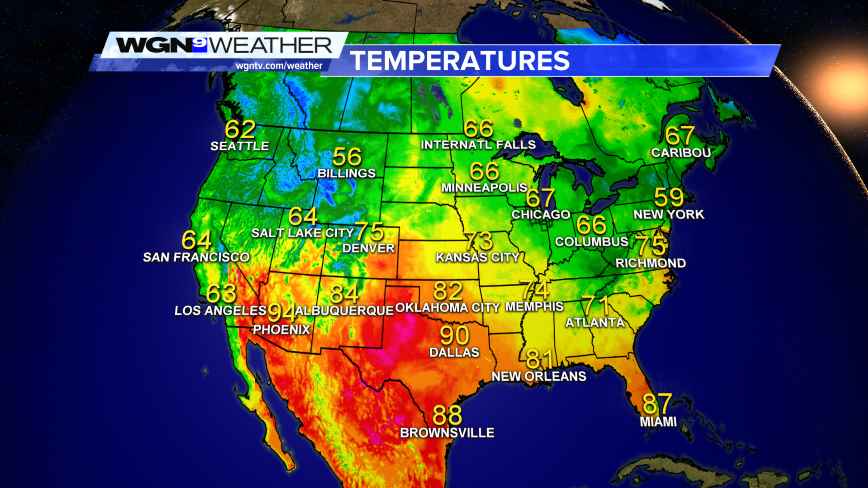 WGN 9 WEATHER
wgntv.com/weather
TEMPERATURES
62
SEATTLE
66
INTERNATL FALLS
67
CARIBOU
56
BILLINGS
66
MINNEAPOLIS
67
CHICAGO
59
NEW YORK
64
SALT LAKE CITY
75
DENVER
64
SAN FRANCISCO
73
KANSAS CITY
66
COLUMBUS
75
RICHMOND
63
LOS ANGELES
94
PHOENIX
84
ALBUQUERQUE
82
OKLAHOMA CITY
74
MEMPHIS
71
ATLANTA
90
DALLAS
81
NEW ORLEANS
88
BROWNSVILLE
87
MIAMI